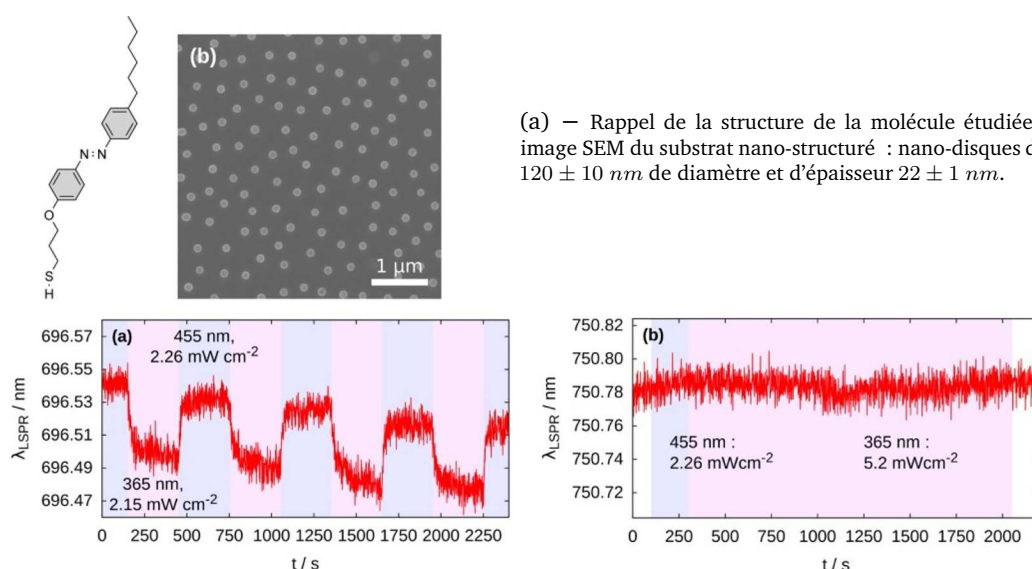 (b)
N
N
O
S
H
1 μm
(a) — Rappel de la structure de la molécule étudiée
image SEM du substrat nano-structuré : nano-disques
120 ± 10 nm de diamètre et d'épaisseur 22 ± 1 nm.
(a)
455 nm,
2.26 mW cm-2
365 nm,
2.15 mW cm-2
696.57
696.55
696.53
696.51
696.49
696.47
λLSPR / nm
0 250 500 750 1000 1250 1500 1750 2000 2250
t / s
(b)
455 nm :
2.26 mWcm-2
365 nm :
5.2 mWcm-2
750.82
750.80
750.78
750.76
750.74
750.72
λLSPR / nm
0 250 500 750 1000 1250 1500 1750 2000
t / s